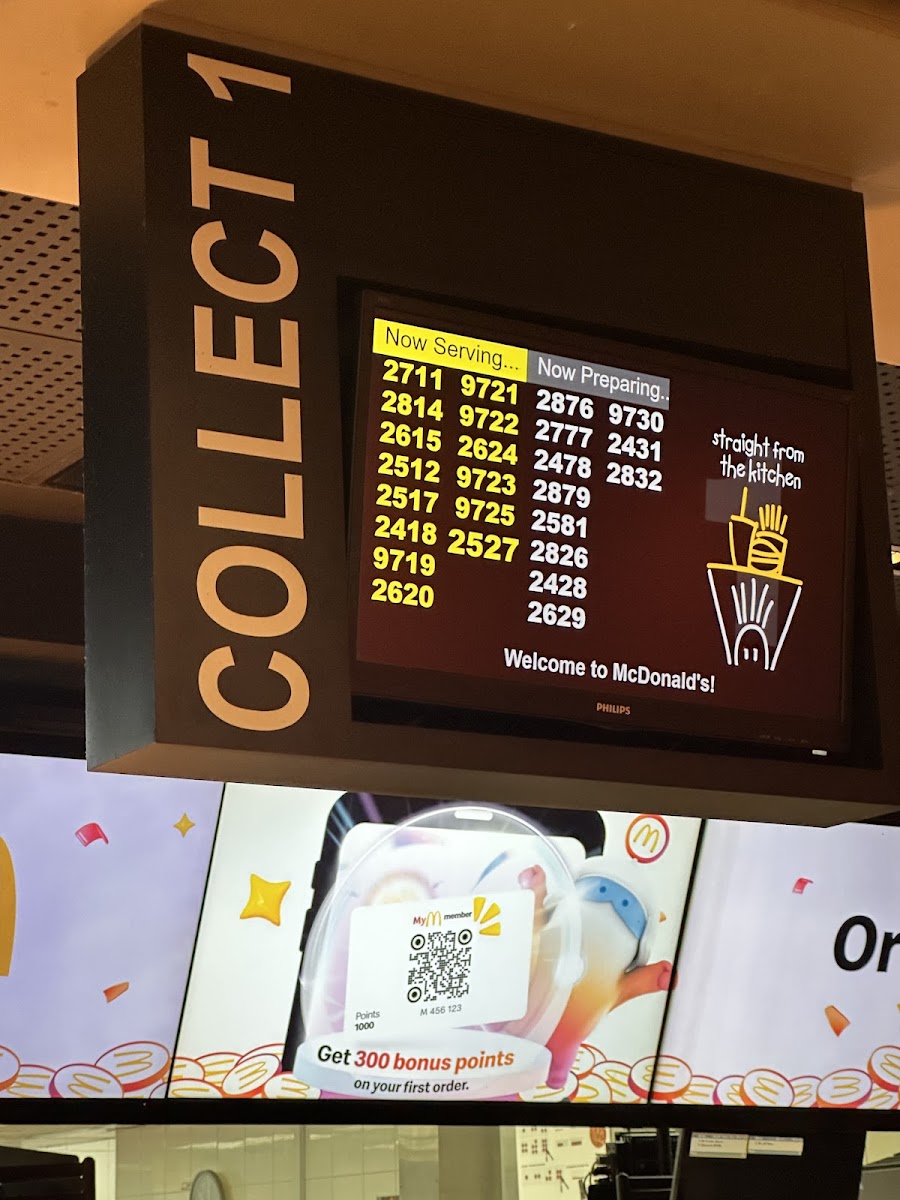 COLLECT 1
Now Serving...
2711 9721
2814 9722
2615 2624
2512 9723
2517 9725
2418 2527
9719
2620
Now Preparing..
2876 9730
2777 2431
2478 2832
2879
2581
2826
2428
2629
straight from
the kitchen
Welcome to McDonald's!
PHILIPS
My member
Points
1000
M 456 123
Get 300 bonus points
on your first order.
Or